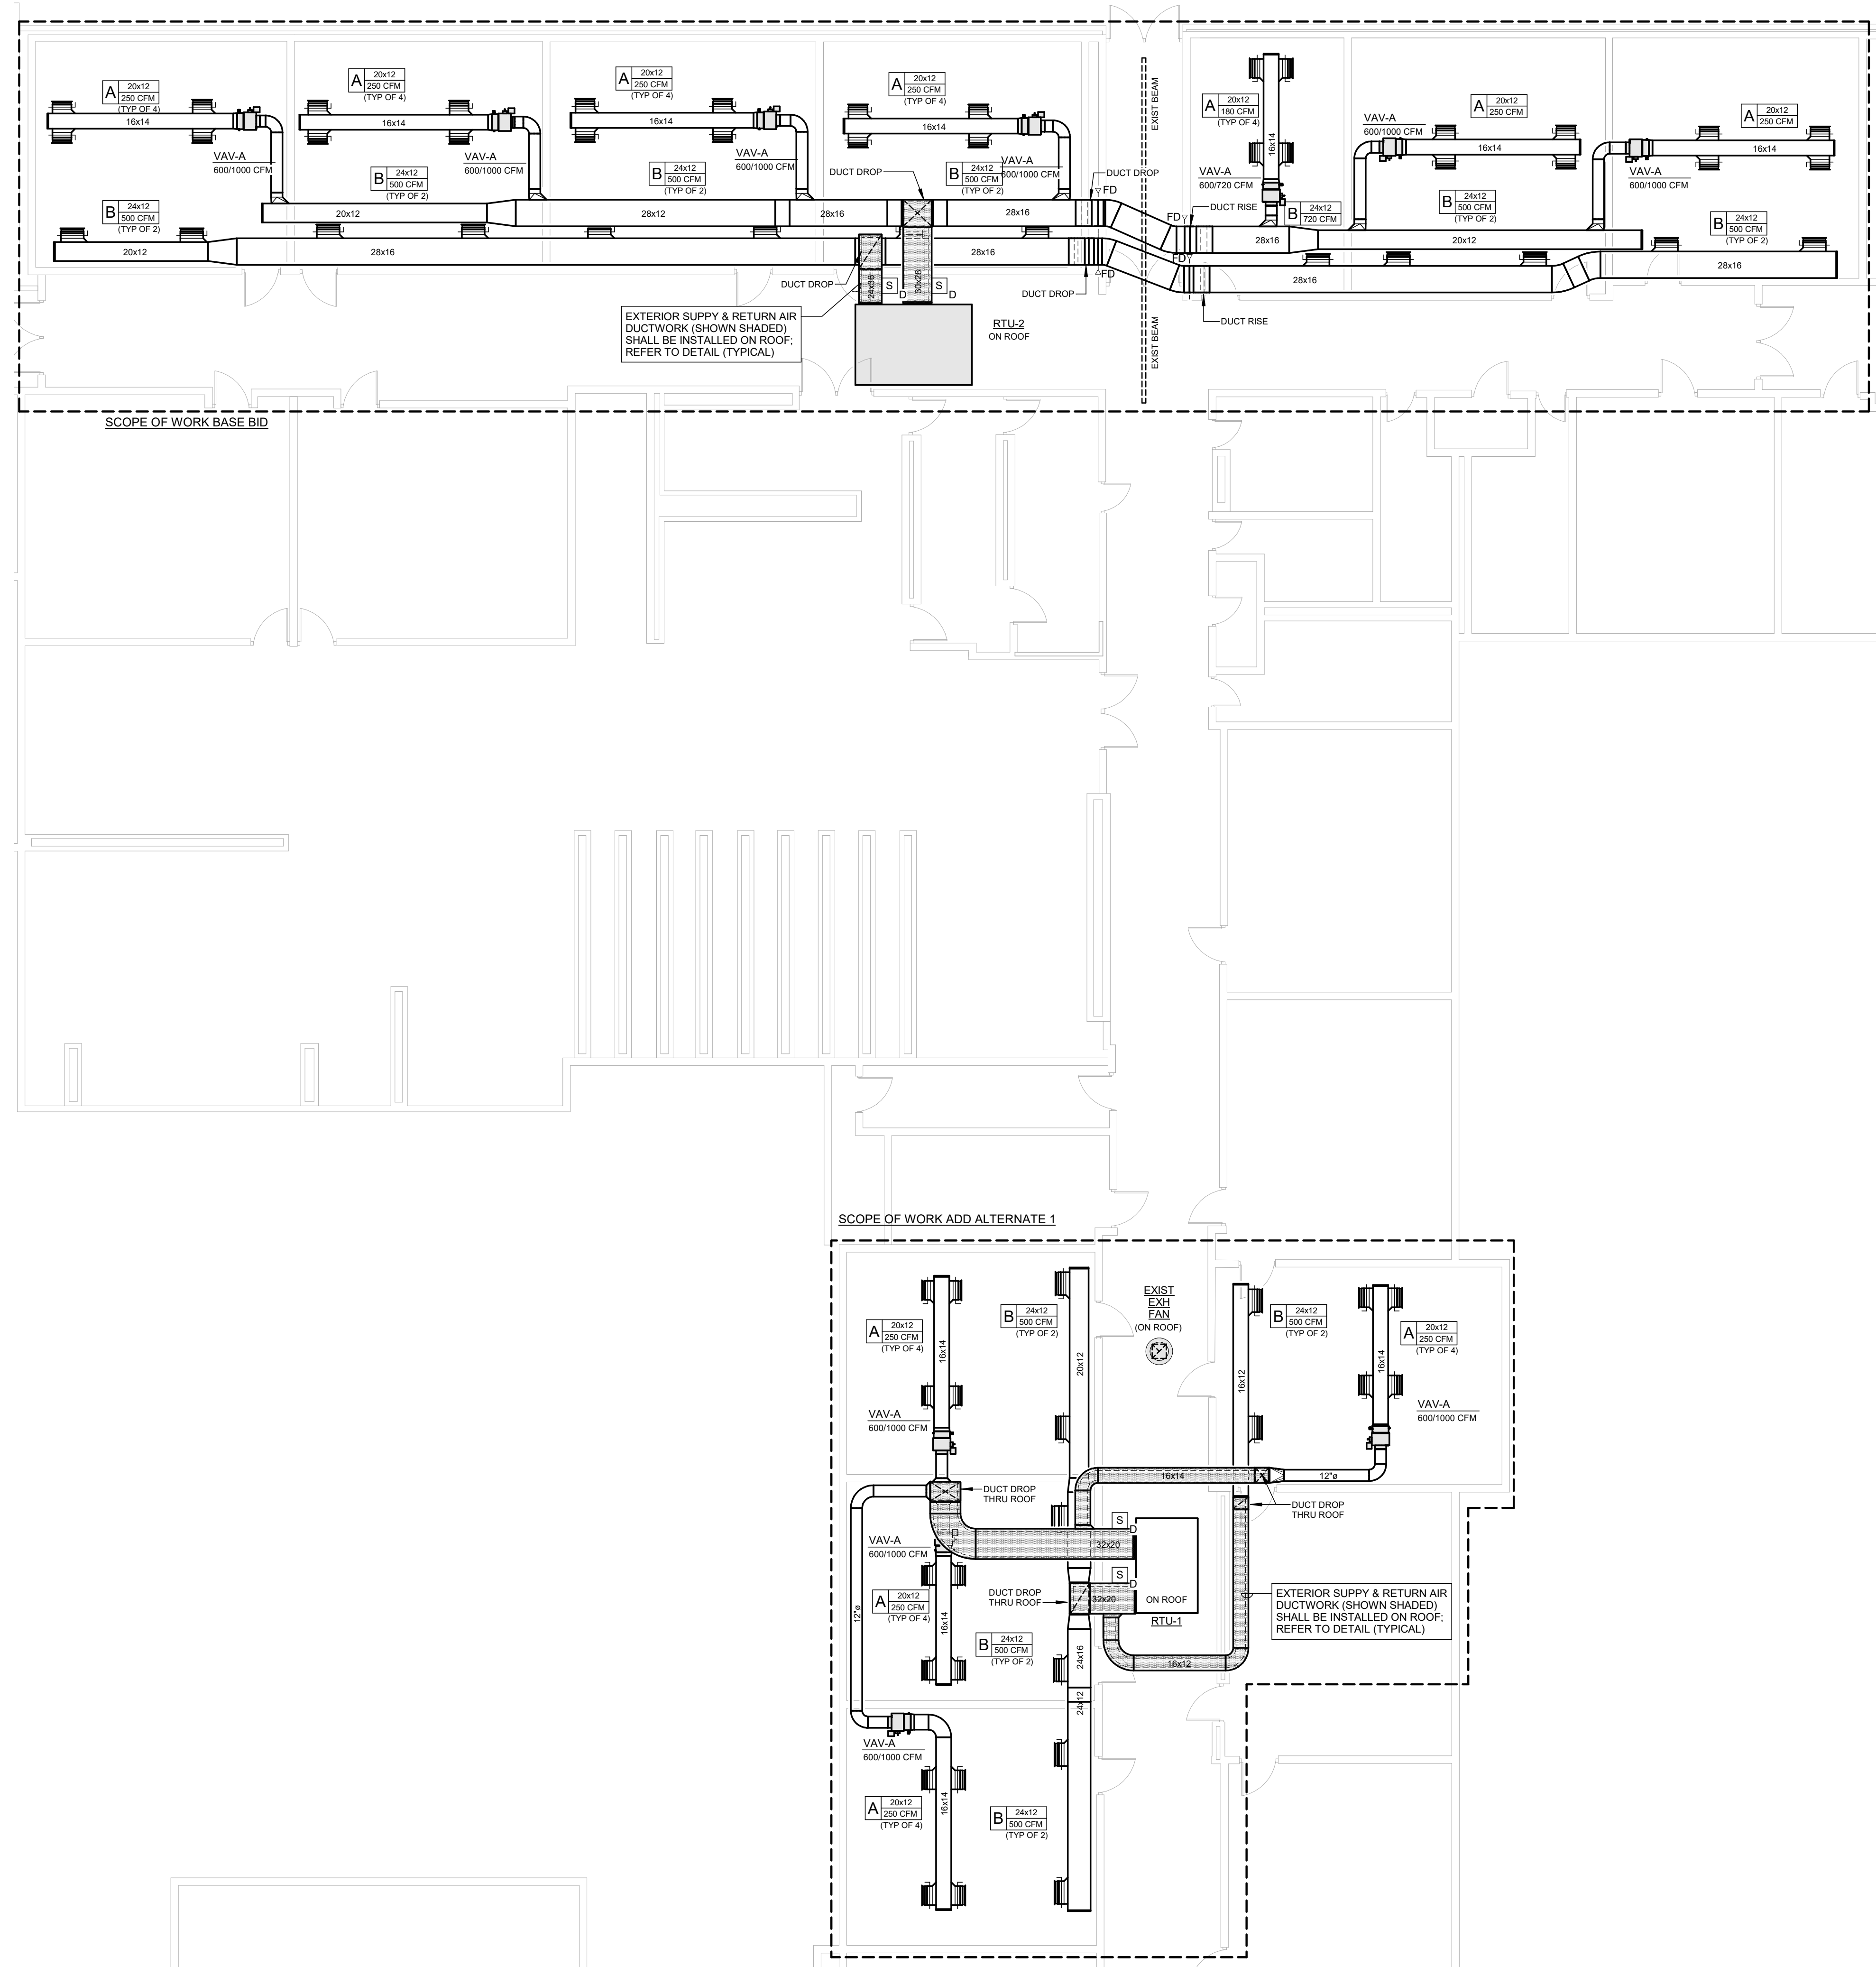 A
20x12
250 CFM
(TYP OF 4)
16x14
VAV-A
600/1000 CFM
A
20x12
250 CFM
(TYP OF 4)
16x14
VAV-A
600/1000 CFM
A
20x12
250 CFM
(TYP OF 4)
16x14
VAV-A
600/1000 CFM
A
20x12
250 CFM
(TYP OF 4)
16x14
VAV-A
600/1000 CFM
EXIST BEAM
A
20x12
180 CFM
(TYP OF 4)
16x14
VAV-A
600/720 CFM
VAV-A
600/1000 CFM
A
20x12
250 CFM
16x14
A
20x12
250 CFM
16x14
VAV-A
600/1000 CFM
B
24x12
500 CFM
(TYP OF 2)
B
24x12
500 CFM
(TYP OF 2)
B
24x12
500 CFM
(TYP OF 2)
DUCT DROP
B
24x12
500 CFM
(TYP OF 2)
DUCT DROP
FD
FD
DUCT RISE
B
24x12
720 CFM
B
24x12
500 CFM
(TYP OF 2)
B
24x12
500 CFM
(TYP OF 2)
20x12
28x12
28x16
28x16
28x16
20x12
20x12
28x16
28x16
FD
FD
28x16
28x16
DUCT DROP
24x36
S
D
30x28
S
D
DUCT DROP
DUCT RISE
EXTERIOR SUPPY & RETURN AIR
DUCTWORK (SHOWN SHADED)
SHALL BE INSTALLED ON ROOF;
REFER TO DETAIL (TYPICAL)
RTU-2
ON ROOF
EXIST BEAM
SCOPE OF WORK BASE BID
SCOPE OF WORK ADD ALTERNATE 1
A
20x12
250 CFM
(TYP OF 4)
16x14
VAV-A
600/1000 CFM
B
24x12
500 CFM
(TYP OF 2)
20x12
EXIST
EXH
FAN
(ON ROOF)
16x12
B
24x12
500 CFM
(TYP OF 2)
16x14
A
20x12
250 CFM
(TYP OF 4)
VAV-A
600/1000 CFM
DUCT DROP
THRU ROOF
16x14
12"ø
DUCT DROP
THRU ROOF
VAV-A
600/1000 CFM
S
D
32x20
S
D
DUCT DROP
THRU ROOF
32x20
ON ROOF
RTU-1
EXTERIOR SUPPY & RETURN AIR
DUCTWORK (SHOWN SHADED)
SHALL BE INSTALLED ON ROOF;
REFER TO DETAIL (TYPICAL)
A
20x12
250 CFM
(TYP OF 4)
12"ø
16x14
B
24x12
500 CFM
(TYP OF 2)
24x16
16x12
24x12
VAV-A
600/1000 CFM
A
20x12
250 CFM
(TYP OF 4)
16x14
B
24x12
500 CFM
(TYP OF 2)